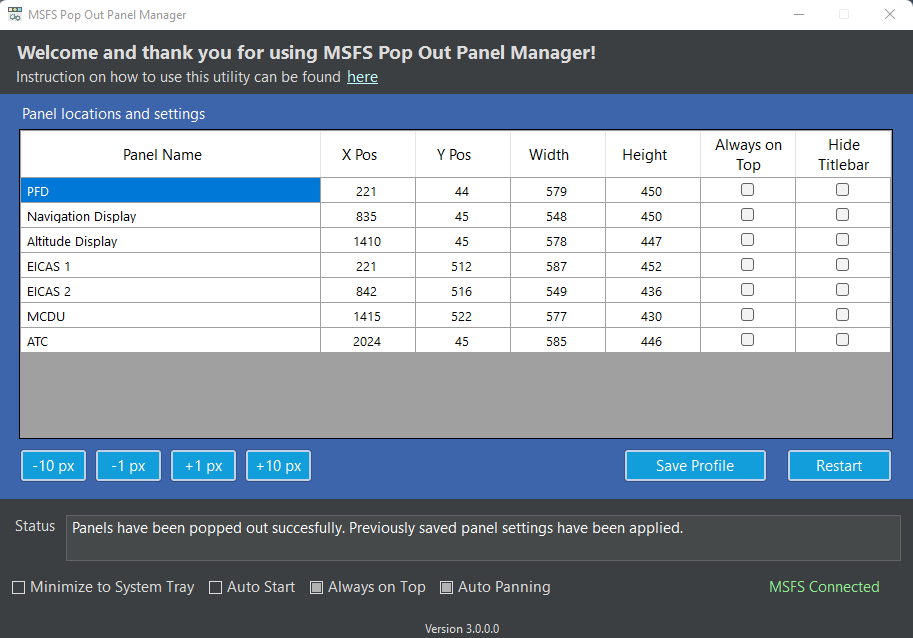 MSFS Pop Out Panel Manager
Welcome and thank you for using MSFS Pop Out Panel Manager!
Instruction on how to use this utility can be found here
Panel locations and settings
Panel Name X Pos Y Pos Width Height Always on Top Hide Titlebar
PFD 221 44 579 450
Navigation Display 835 45 548 450
Altitude Display 1410 45 578 447
EICAS 1 221 512 587 452
EICAS 2 842 516 549 436
MCDU 1415 522 577 430
ATC 2024 45 585 446
-10 px -1 px +1 px +10 px Save Profile Restart
Status Panels have been popped out succesfully. Previously saved panel settings have been applied.
Minimize to System Tray Auto Start Always on Top Auto Panning MSFS Connected
Version 3.0.0.0